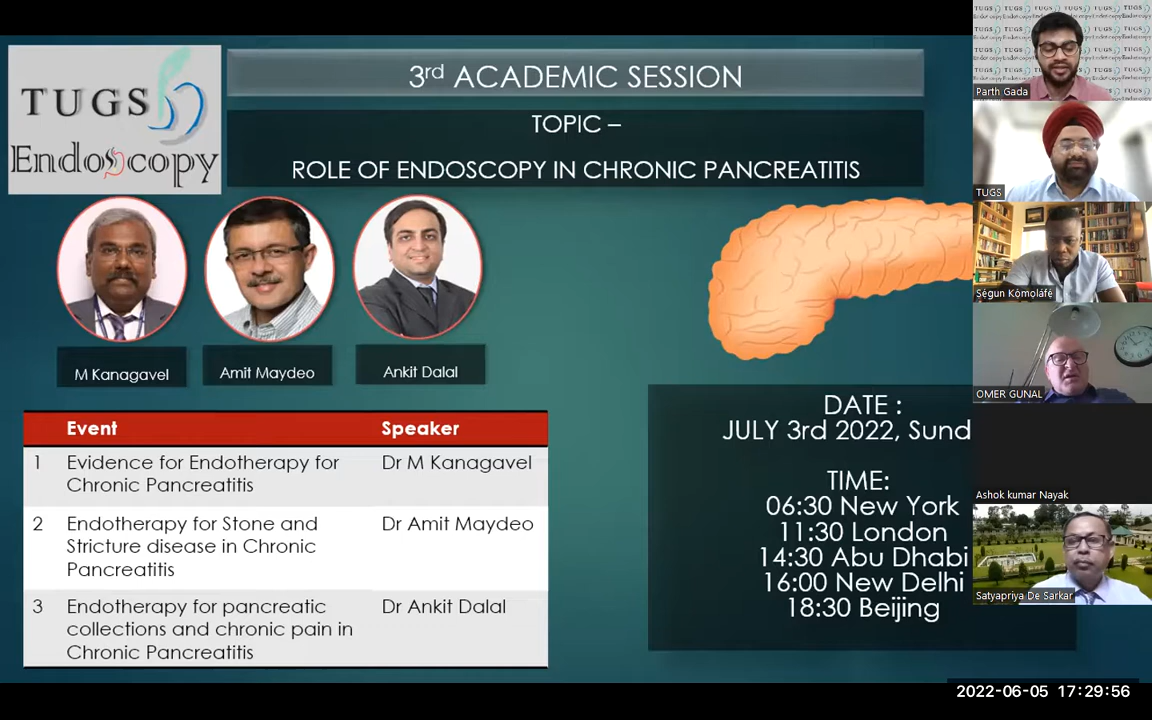 TUGS
Endoscopy
3rd ACADEMIC SESSION
TOPIC –
ROLE OF ENDOSCOPY IN CHRONIC PANCREATITIS
M Kanagavel
Amit Maydeo
Ankit Dalal
Event Speaker
1 Evidence for Endotherapy for Dr M Kanagavel
Chronic Pancreatitis
2 Endotherapy for Stone and Dr Amit Maydeo
Stricture disease in Chronic
Pancreatitis
3 Endotherapy for pancreatic Dr Ankit Dalal
collections and chronic pain in
Chronic Pancreatitis
DATE :
JULY 3rd 2022, Sund
TIME:
06:30 New York
11:30 London
14:30 Abu Dhabi
16:00 New Delhi
18:30 Beijing
Parth Gada
TUGS
Ṣẹ́gun Kọ́mọláfẹ́
OMER GUNAL
Ashok kumar Nayak
Satyapriya De Sarkar
2022-06-05 17:29:56